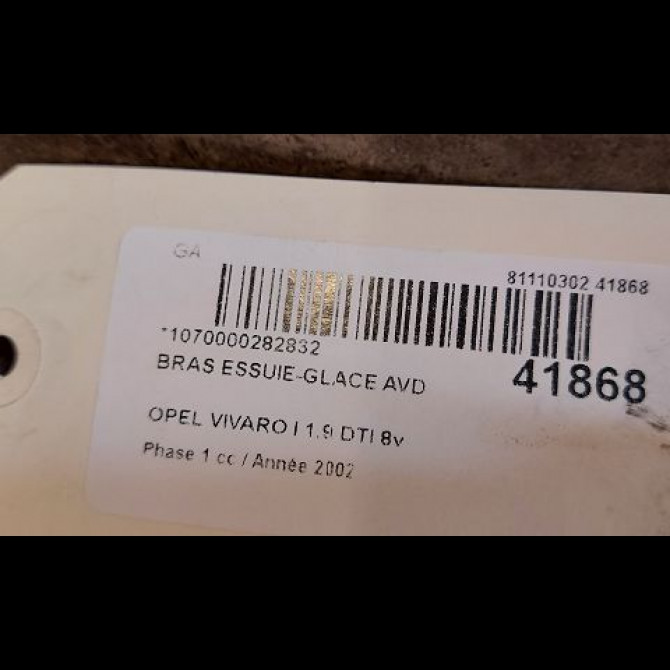 GA
81110302 41868
*1070000282832
BRAS ESSUIE-GLACE AVD
41868
OPEL VIVARO I 1.9 DTI 8v
Phase 1 cc / Année 2002